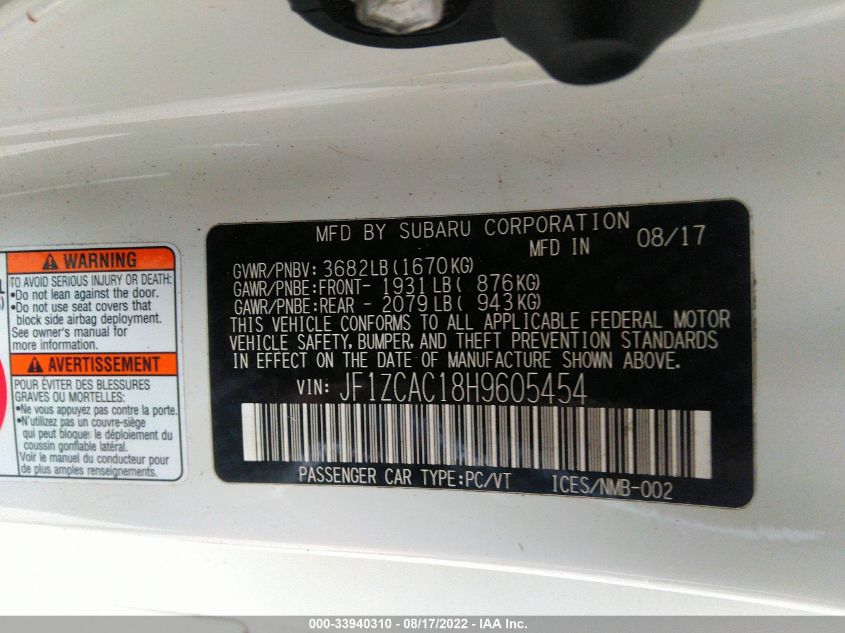 MFD BY SUBARU CORPORATION
MFD IN 08/17
GVWR/PNBV: 3682LB(1670KG)
GAWR/PNBE:FRONT- 1931LB( 876KG)
GAWR/PNBE:REAR - 2079LB( 943KG)
THIS VEHICLE CONFORMS TO ALL APPLICABLE FEDERAL MOTOR
VEHICLE SAFETY, BUMPER, AND THEFT PREVENTION STANDARDS
IN EFFECT ON THE DATE OF MANUFACTURE SHOWN ABOVE.
VIN: JF1ZCAC18H9605454
PASSENGER CAR TYPE:PC/VT ICES/NMB-002
WARNING
TO AVOID SERIOUS INJURY OR DEATH:
•Do not lean against the door.
•Do not use seat covers that
block side airbag deployment.
See owner's manual for
more information.
AVERTISSEMENT
POUR ÉVITER DES BLESSURES
GRAVES OU LA MORT:
•Ne vous appuyez pas contre la porte.
•N'utilisez pas un couvre-siège
qui peut bloquer le déploiement du
coussin gonflable latéral.
Voir le manuel du conducteur pour
de plus amples renseignements.
000-33940310 - 08/17/2022 - IAA Inc.